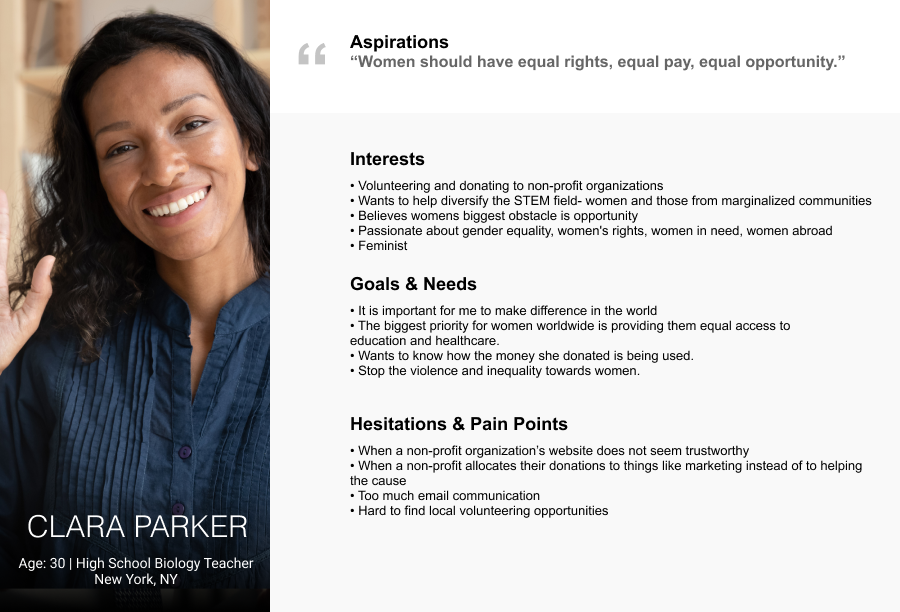 “
Aspirations
“Women should have equal rights, equal pay, equal opportunity.”
Interests
• Volunteering and donating to non-profit organizations
• Wants to help diversify the STEM field- women and those from marginalized communities
• Believes womens biggest obstacle is opportunity
• Passionate about gender equality, women's rights, women in need, women abroad
• Feminist
Goals & Needs
• It is important for me to make difference in the world
• The biggest priority for women worldwide is providing them equal access to
education and healthcare.
• Wants to know how the money she donated is being used.
• Stop the violence and inequality towards women.
Hesitations & Pain Points
• When a non-profit organization’s website does not seem trustworthy
• When a non-profit allocates their donations to things like marketing instead of to helping
the cause
• Too much email communication
• Hard to find local volunteering opportunities
CLARA PARKER
Age: 30 | High School Biology Teacher
New York, NY